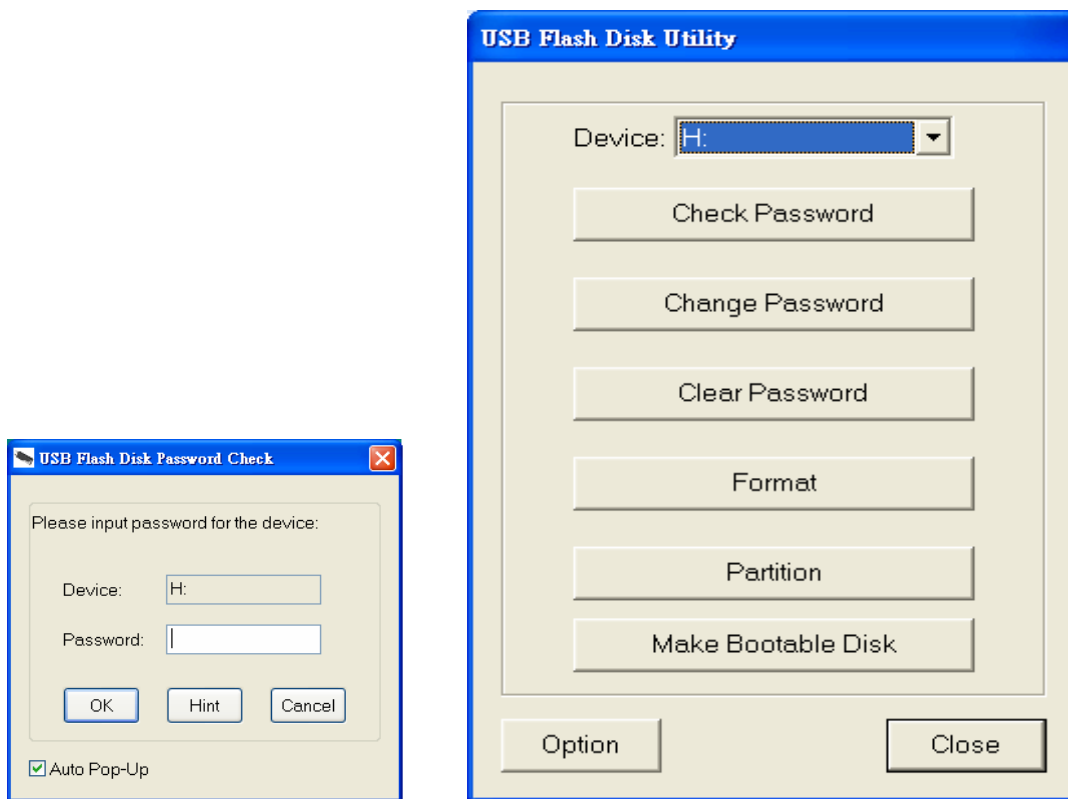 USB Flash Disk Utility
Device: H:
Check Password
Change Password
Clear Password
Format
Partition
Make Bootable Disk
Option Close
USB Flash Disk Password Check
Please input password for the device:
Device: H:
Password:
OK Hint Cancel
Auto Pop-Up